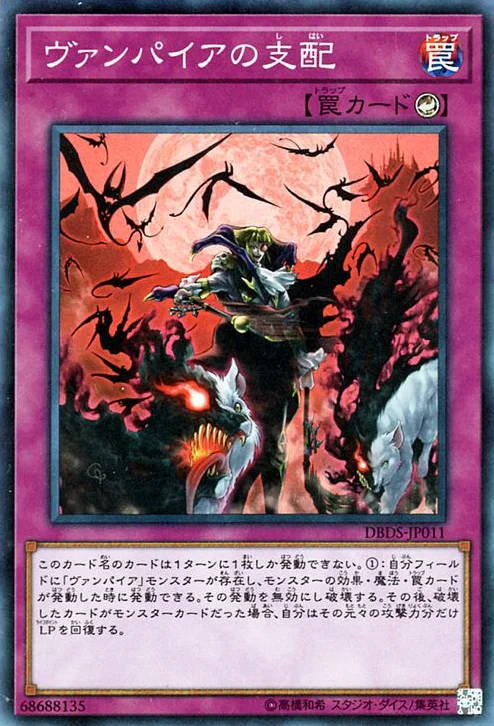 ヴァンパイアの支配
罠
【罠カード】
DBDS-JP011
このカード名のカードは1ターンに1枚しか発動できない。①:自分フィール
ドに「ヴァンパイア」モンスターが存在し、モンスターの効果・魔法・罠カード
が発動した時に発動できる。その発動を無効にし破壊する。その後、破壊
したカードがモンスターカードだった場合、自分はその元々の攻撃力分だけ
LPを回復する。
68688135
©高橋和希 スタジオ・ダイス/集英社